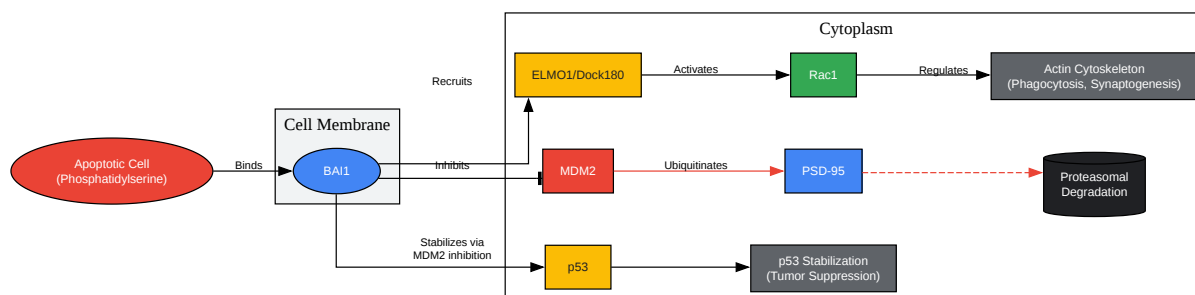 Cytoplasm
Recruits
ELMO1/Dock180
Activates
Rac1
Regulates
Actin Cytoskeleton
(Phagocytosis, Synaptogenesis)
Cell Membrane
Apoptotic Cell
(Phosphatidylserine)
Binds
BAI1
Inhibits
MDM2
Ubiquitinates
PSD-95
Proteasomal
Degradation
Stabilizes via
MDM2 inhibition
p53
p53 Stabilization
(Tumor Suppression)